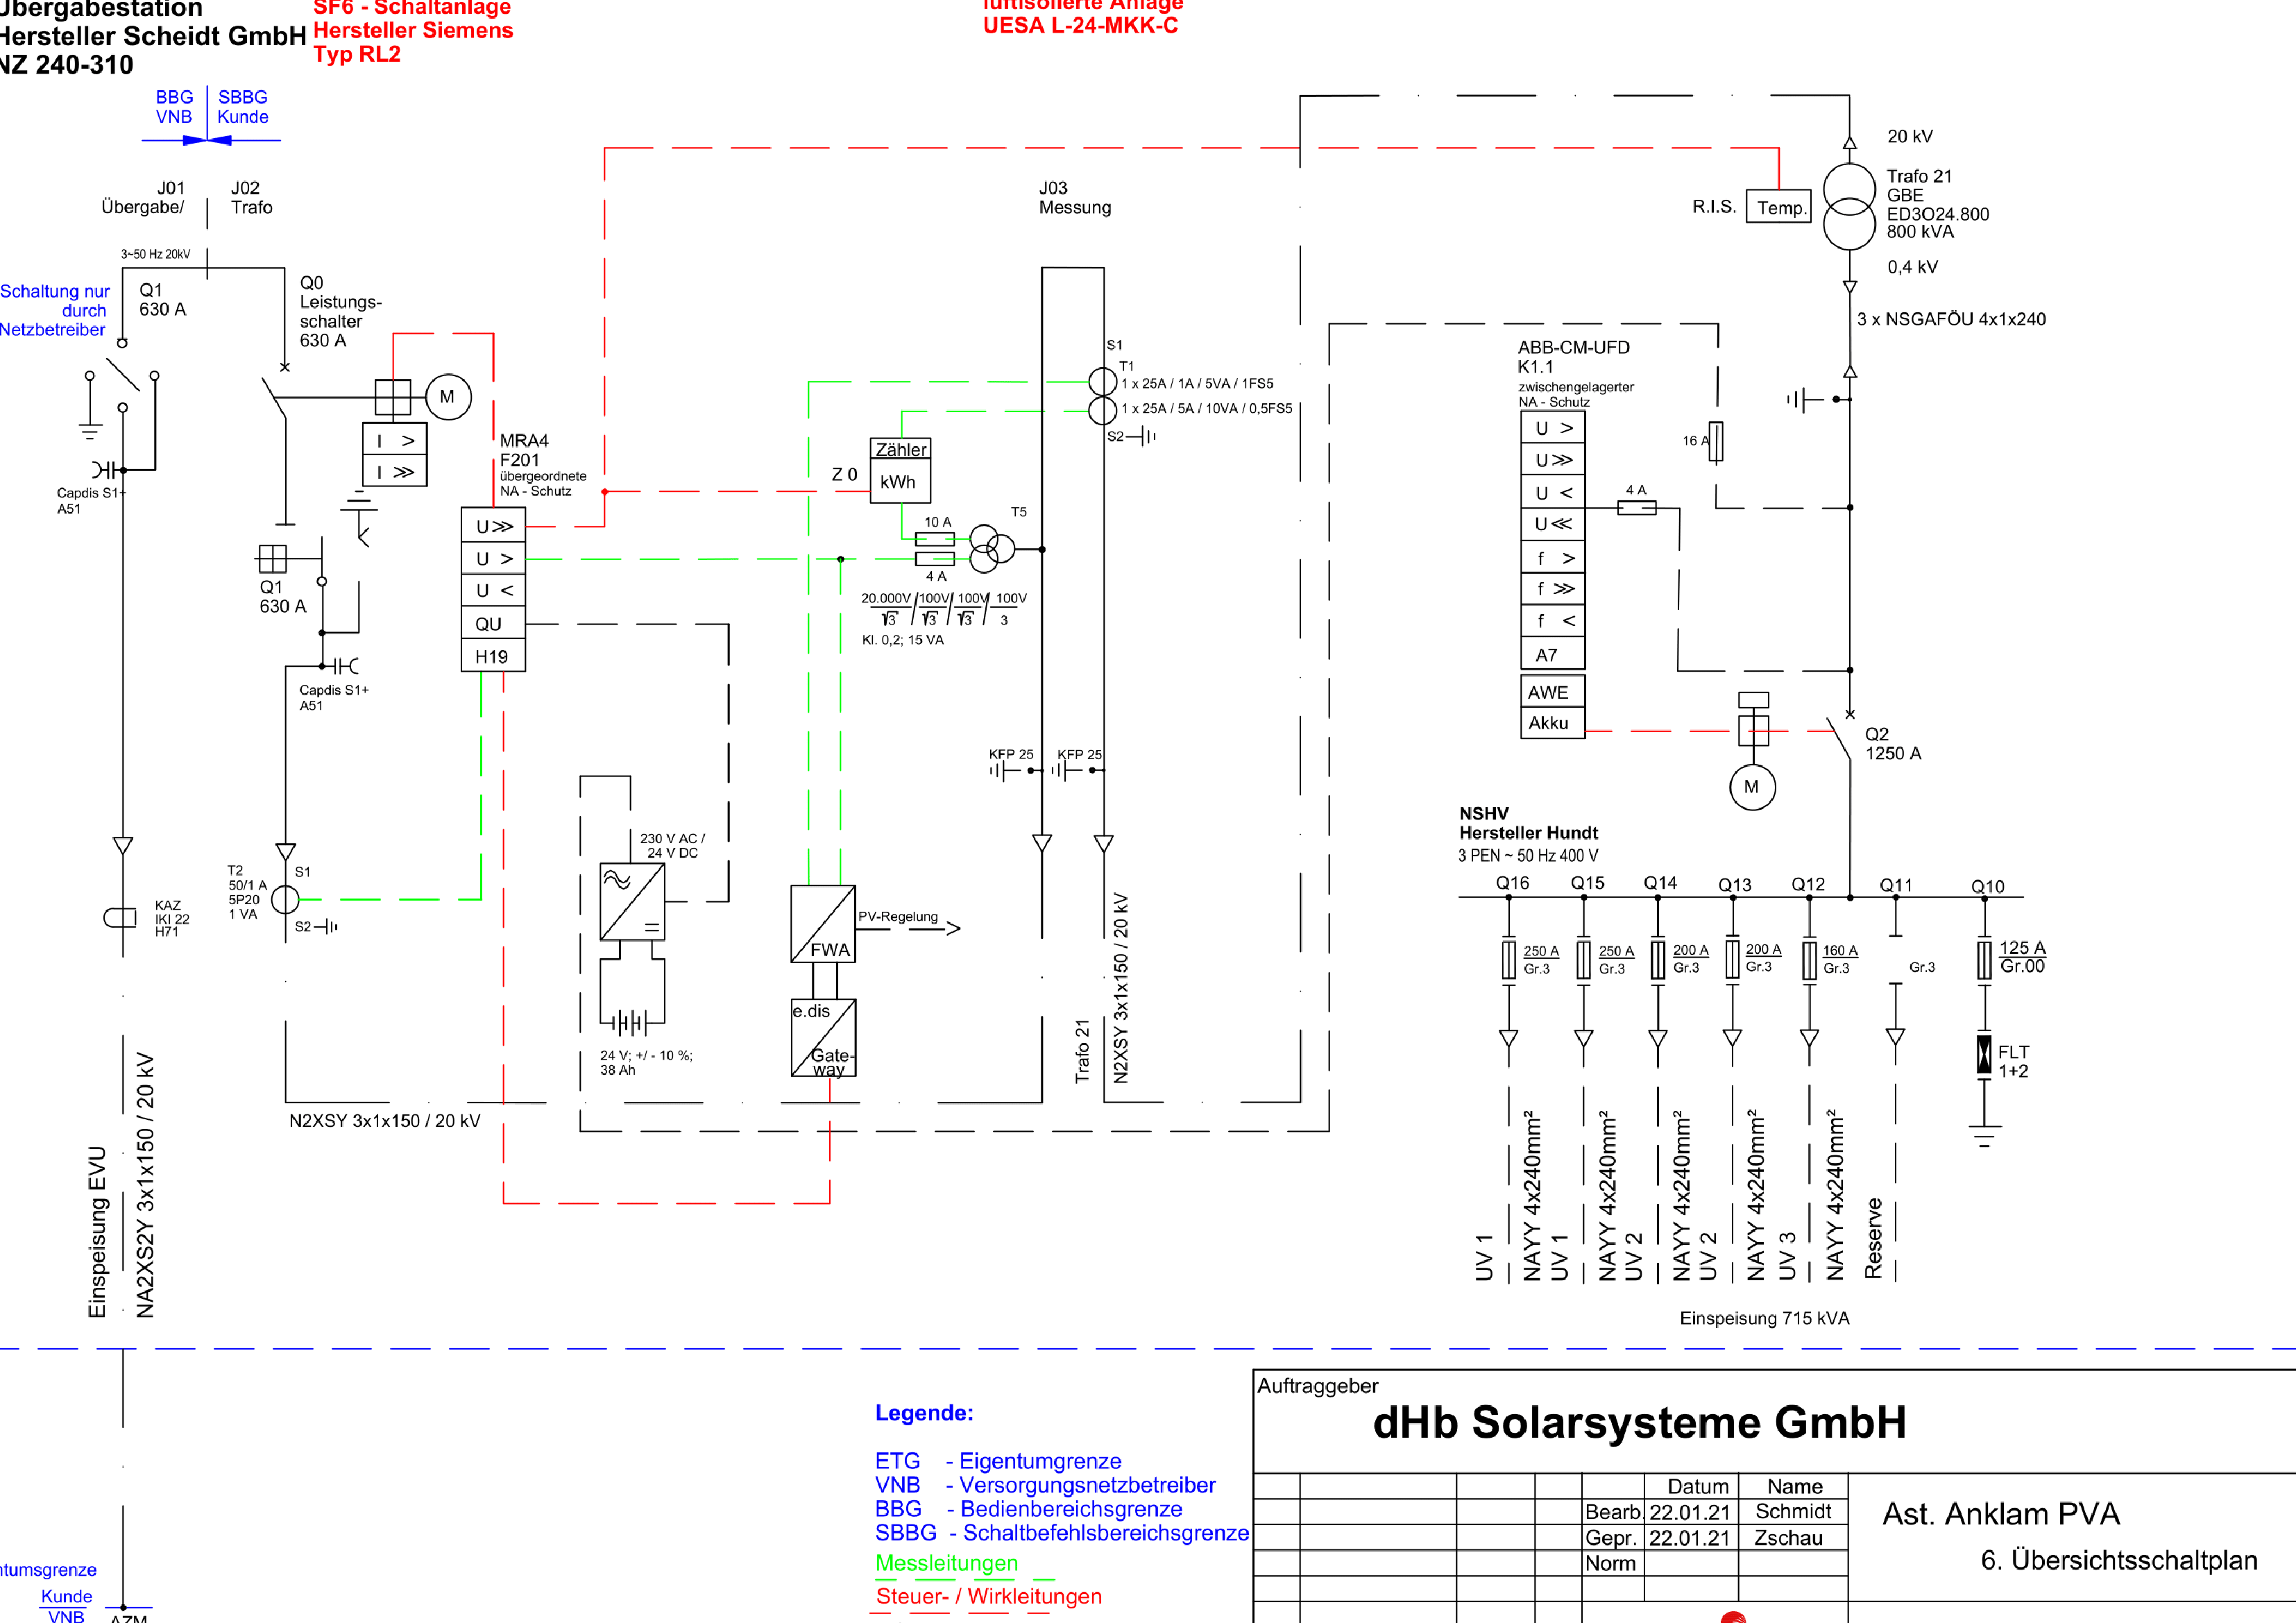 Übergabestation
Hersteller Scheidt GmbH
NZ 240-310
SF6 - Schaltanlage
Hersteller Siemens
Typ RL2
luftisolierte Anlage
UESA L-24-MKK-C
BBG
VNB
SBBG
Kunde
J01
Übergabe/
J02
Trafo
3~50 Hz 20kV
Schaltung nur
durch
Netzbetreiber
Q1
630 A
Q0
Leistungs-
schalter
630 A
M
I >
I >>
Capdis S1+
A51
Q1
630 A
Capdis S1+
A51
MRA4
F201
übergeordnete
NA - Schutz
U>>
U >
U <
QU
H19
J03
Messung
S1
T1
1 x 25A / 1A / 5VA / 1FS5
1 x 25A / 5A / 10VA / 0,5FS5
S2
Zähler
Z 0
kWh
10 A
T5
4 A
20.000V/√3 / 100V/√3 / 100V/√3 / 100V/3
Kl. 0,2; 15 VA
KFP 25
KFP 25
T2
50/1 A
5P20
1 VA
S1
S2
KAZ
IKI 22
H71
230 V AC /
24 V DC
24 V; +/ - 10 %;
38 Ah
FWA
PV-Regelung
e.dis
Gate-
way
N2XSY 3x1x150 / 20 kV
Trafo 21
N2XSY 3x1x150 / 20 kV
Einspeisung EVU
NA2XS2Y 3x1x150 / 20 kV
20 kV
R.I.S.
Temp.
Trafo 21
GBE
ED3O24.800
800 kVA
0,4 kV
3 x NSGAFÖU 4x1x240
ABB-CM-UFD
K1.1
zwischengelagerter
NA - Schutz
U >
U>>
U <
U<<
f >
f >>
f <
A7
AWE
Akku
16 A
4 A
M
Q2
1250 A
NSHV
Hersteller Hundt
3 PEN ~ 50 Hz 400 V
Q16
Q15
Q14
Q13
Q12
Q11
Q10
250 A
Gr.3
250 A
Gr.3
200 A
Gr.3
200 A
Gr.3
160 A
Gr.3
Gr.3
125 A
Gr.00
FLT
1+2
UV 1
NAYY 4x240mm²
UV 1
NAYY 4x240mm²
UV 2
NAYY 4x240mm²
UV 2
NAYY 4x240mm²
UV 3
NAYY 4x240mm²
Reserve
Einspeisung 715 kVA
Legende:
ETG - Eigentumgrenze
VNB - Versorgungsnetzbetreiber
BBG - Bedienbereichsgrenze
SBBG - Schaltbefehlsbereichsgrenze
Messleitungen
Steuer- / Wirkleitungen
Auftraggeber
dHb Solarsysteme GmbH
Datum Name
Bearb. 22.01.21 Schmidt
Gepr. 22.01.21 Zschau
Norm
Ast. Anklam PVA
6. Übersichtsschaltplan
ntumsgrenze
Kunde
VNB
AZM